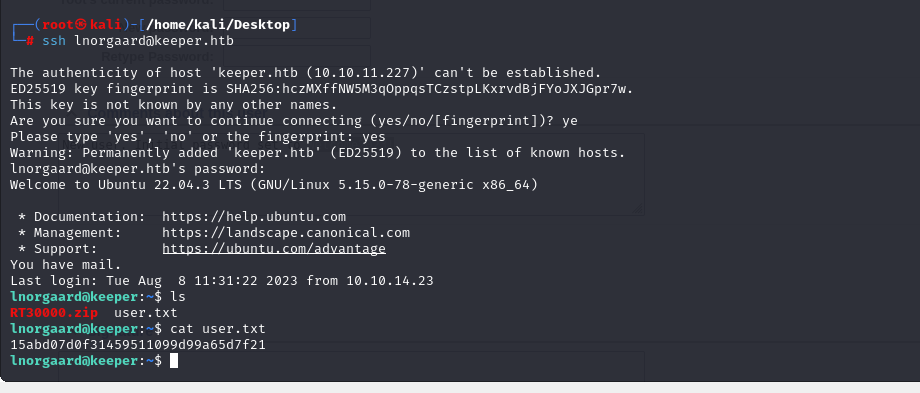 ┌──(root㉿kali)-[/home/kali/Desktop]
└─# ssh lnorgaard@keeper.htb
The authenticity of host 'keeper.htb (10.10.11.227)' can't be established.
ED25519 key fingerprint is SHA256:hczMXffNW5M3qOppqsTCzstpLKxrvdBjFYoJXJGpr7w.
This key is not known by any other names.
Are you sure you want to continue connecting (yes/no/[fingerprint])? ye
Please type 'yes', 'no' or the fingerprint: yes
Warning: Permanently added 'keeper.htb' (ED25519) to the list of known hosts.
lnorgaard@keeper.htb's password:
Welcome to Ubuntu 22.04.3 LTS (GNU/Linux 5.15.0-78-generic x86_64)
* Documentation:  https://help.ubuntu.com
* Management:     https://landscape.canonical.com
* Support:        https://ubuntu.com/advantage
You have mail.
Last login: Tue Aug  8 11:31:22 2023 from 10.10.14.23
lnorgaard@keeper:~$ ls
RT30000.zip  user.txt
lnorgaard@keeper:~$ cat user.txt
15abd07d0f31459511099d99a65d7f21
lnorgaard@keeper:~$